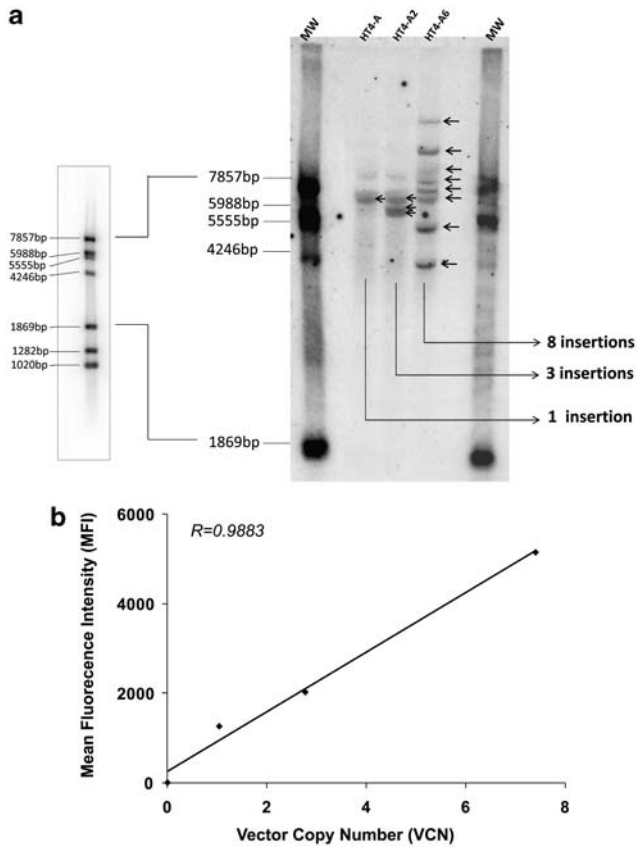 a
MW
HT4-A
HT4-A2
HT4-A6
MW
7857bp
5988bp
5555bp
4246bp
1869bp
1282bp
1020bp
7857bp
5988bp
5555bp
4246bp
1869bp
8 insertions
3 insertions
1 insertion
b
R=0.9883
Mean Fluorecence Intensity (MFI)
6000
4000
2000
0
0 2 4 6 8
Vector Copy Number (VCN)